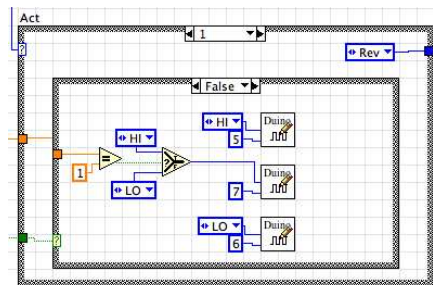 Act
1
Rev
False
HI
HI
Duino
5
=
?
1
LO
7
Duino
LO
Duino
6
?
?